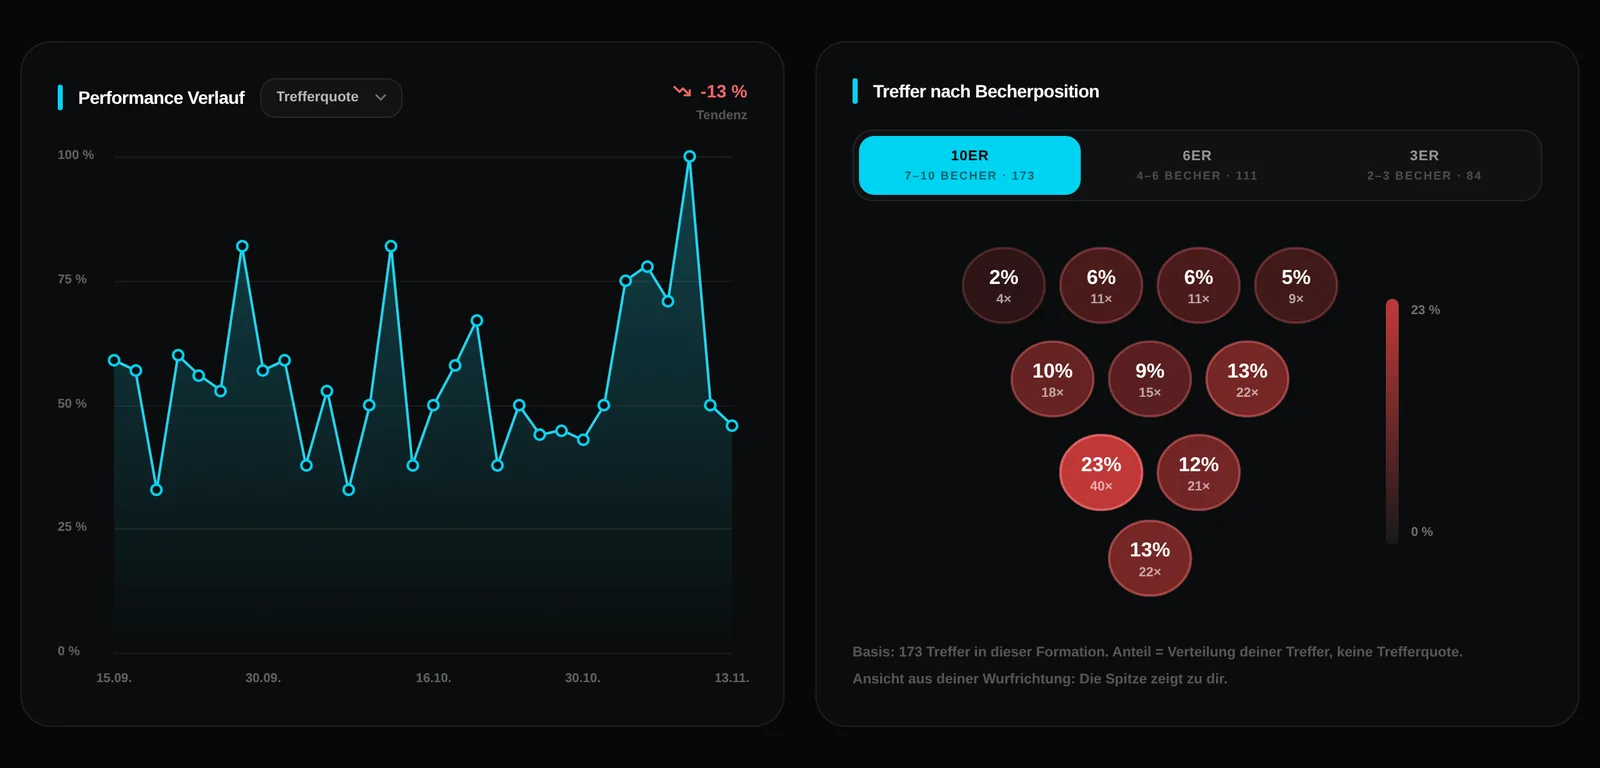 Performance Verlauf
Trefferquote
-13 %
Tendenz
100 %
75 %
50 %
25 %
0 %
15.09.
30.09.
16.10.
30.10.
13.11.
Treffer nach Becherposition
10ER
7–10 BECHER · 173
6ER
4–6 BECHER · 111
3ER
2–3 BECHER · 84
2%
4×
6%
11×
6%
11×
5%
9×
10%
18×
9%
15×
13%
22×
23%
40×
12%
21×
13%
22×
23 %
0 %
Basis: 173 Treffer in dieser Formation. Anteil = Verteilung deiner Treffer, keine Trefferquote.
Ansicht aus deiner Wurfrichtung: Die Spitze zeigt zu dir.